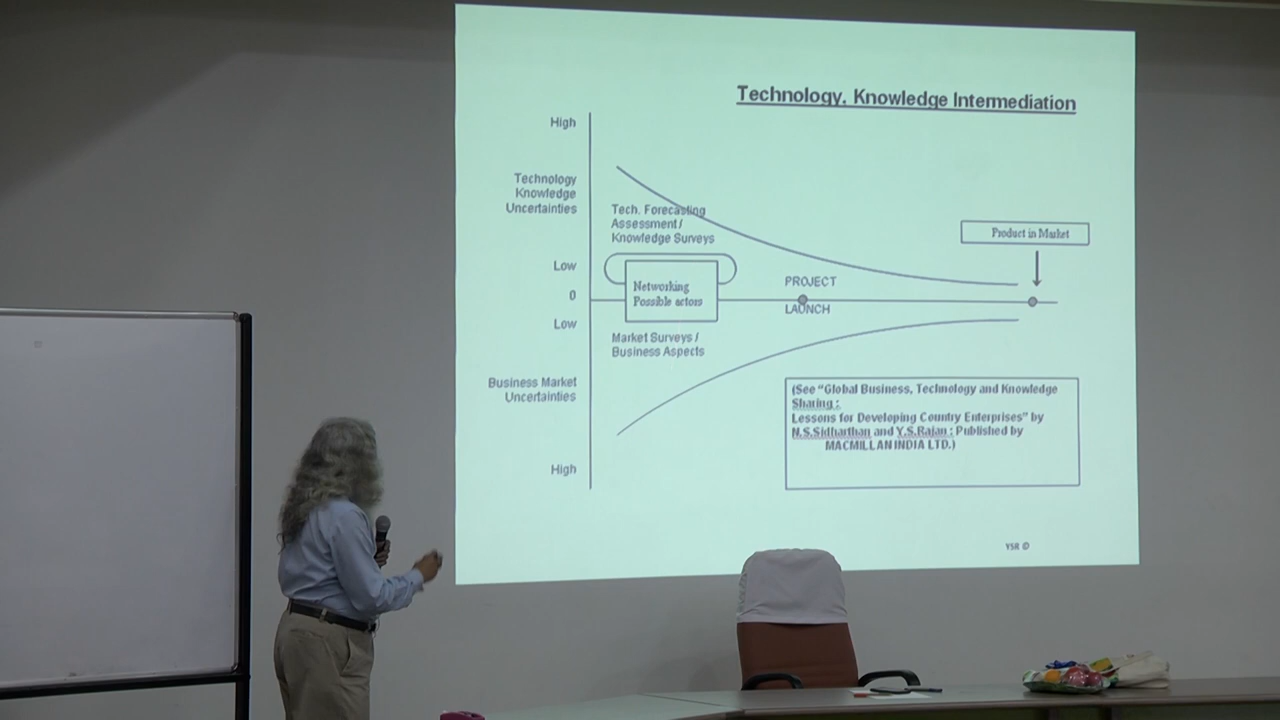 Technology. Knowledge Intermediation
High
Technology
Knowledge
Uncertainties
Tech. Forecasting
Assessment /
Knowledge Surveys
Product in Market
Low
PROJECT
Networking
Possible actors
0
LAUNCH
Low
Market Surveys /
Business Aspects
Business Market
Uncertainties
(See “Global Business, Technology and Knowledge
Sharing :
Lessons for Developing Country Enterprises” by
N.S.Sidharthan and Y.S.Rajan ; Published by
MACMILLAN INDIA LTD.)
High
YSR ©